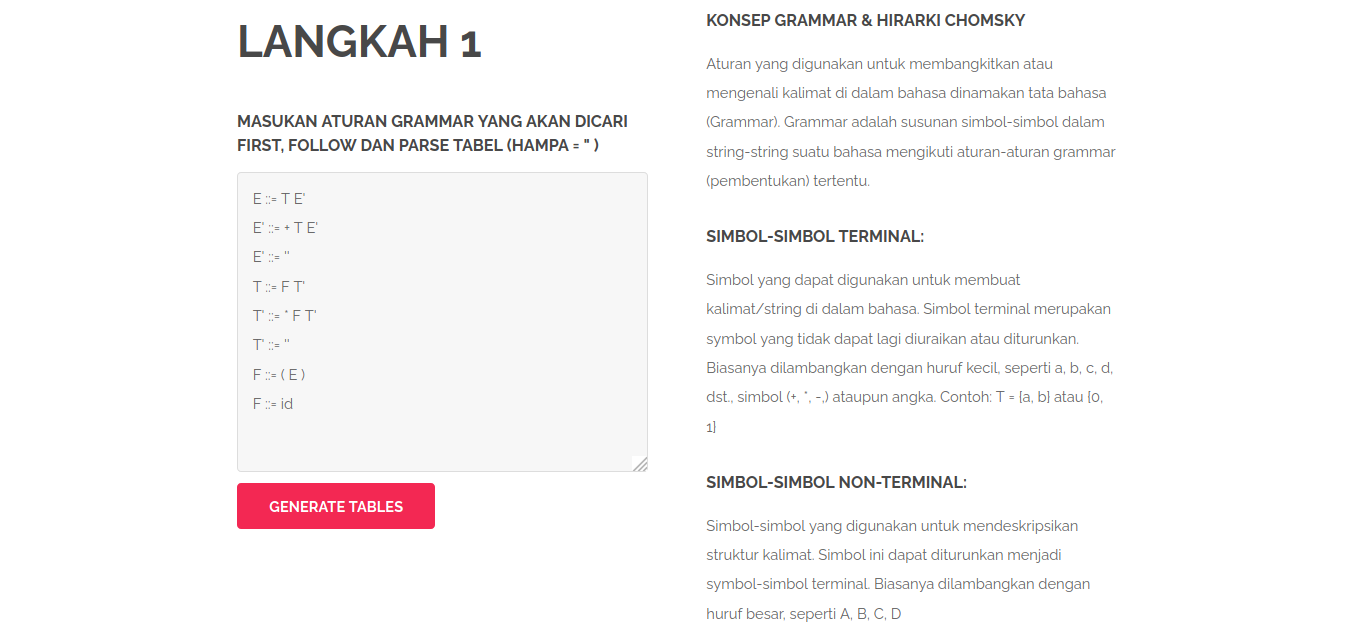 LANGKAH 1
MASUKAN ATURAN GRAMMAR YANG AKAN DICARI
FIRST, FOLLOW DAN PARSE TABEL (HAMPA = '' )
E ::= T E'
E' ::= + T E'
E' ::= ''
T ::= F T'
T' ::= * F T'
T' ::= ''
F ::= ( E )
F ::= id
GENERATE TABLES
KONSEP GRAMMAR & HIRARKI CHOMSKY
Aturan yang digunakan untuk membangkitkan atau
mengenali kalimat di dalam bahasa dinamakan tata bahasa
(Grammar). Grammar adalah susunan simbol-simbol dalam
string-string suatu bahasa mengikuti aturan-aturan grammar
(pembentukan) tertentu.
SIMBOL-SIMBOL TERMINAL:
Simbol yang dapat digunakan untuk membuat
kalimat/string di dalam bahasa. Simbol terminal merupakan
symbol yang tidak dapat lagi diuraikan atau diturunkan.
Biasanya dilambangkan dengan huruf kecil, seperti a, b, c, d,
dst., simbol (+, *, -,) ataupun angka. Contoh: T = {a, b} atau {0,
1}
SIMBOL-SIMBOL NON-TERMINAL:
Simbol-simbol yang digunakan untuk mendeskripsikan
struktur kalimat. Simbol ini dapat diturunkan menjadi
symbol-simbol terminal. Biasanya dilambangkan dengan
huruf besar, seperti A, B, C, D